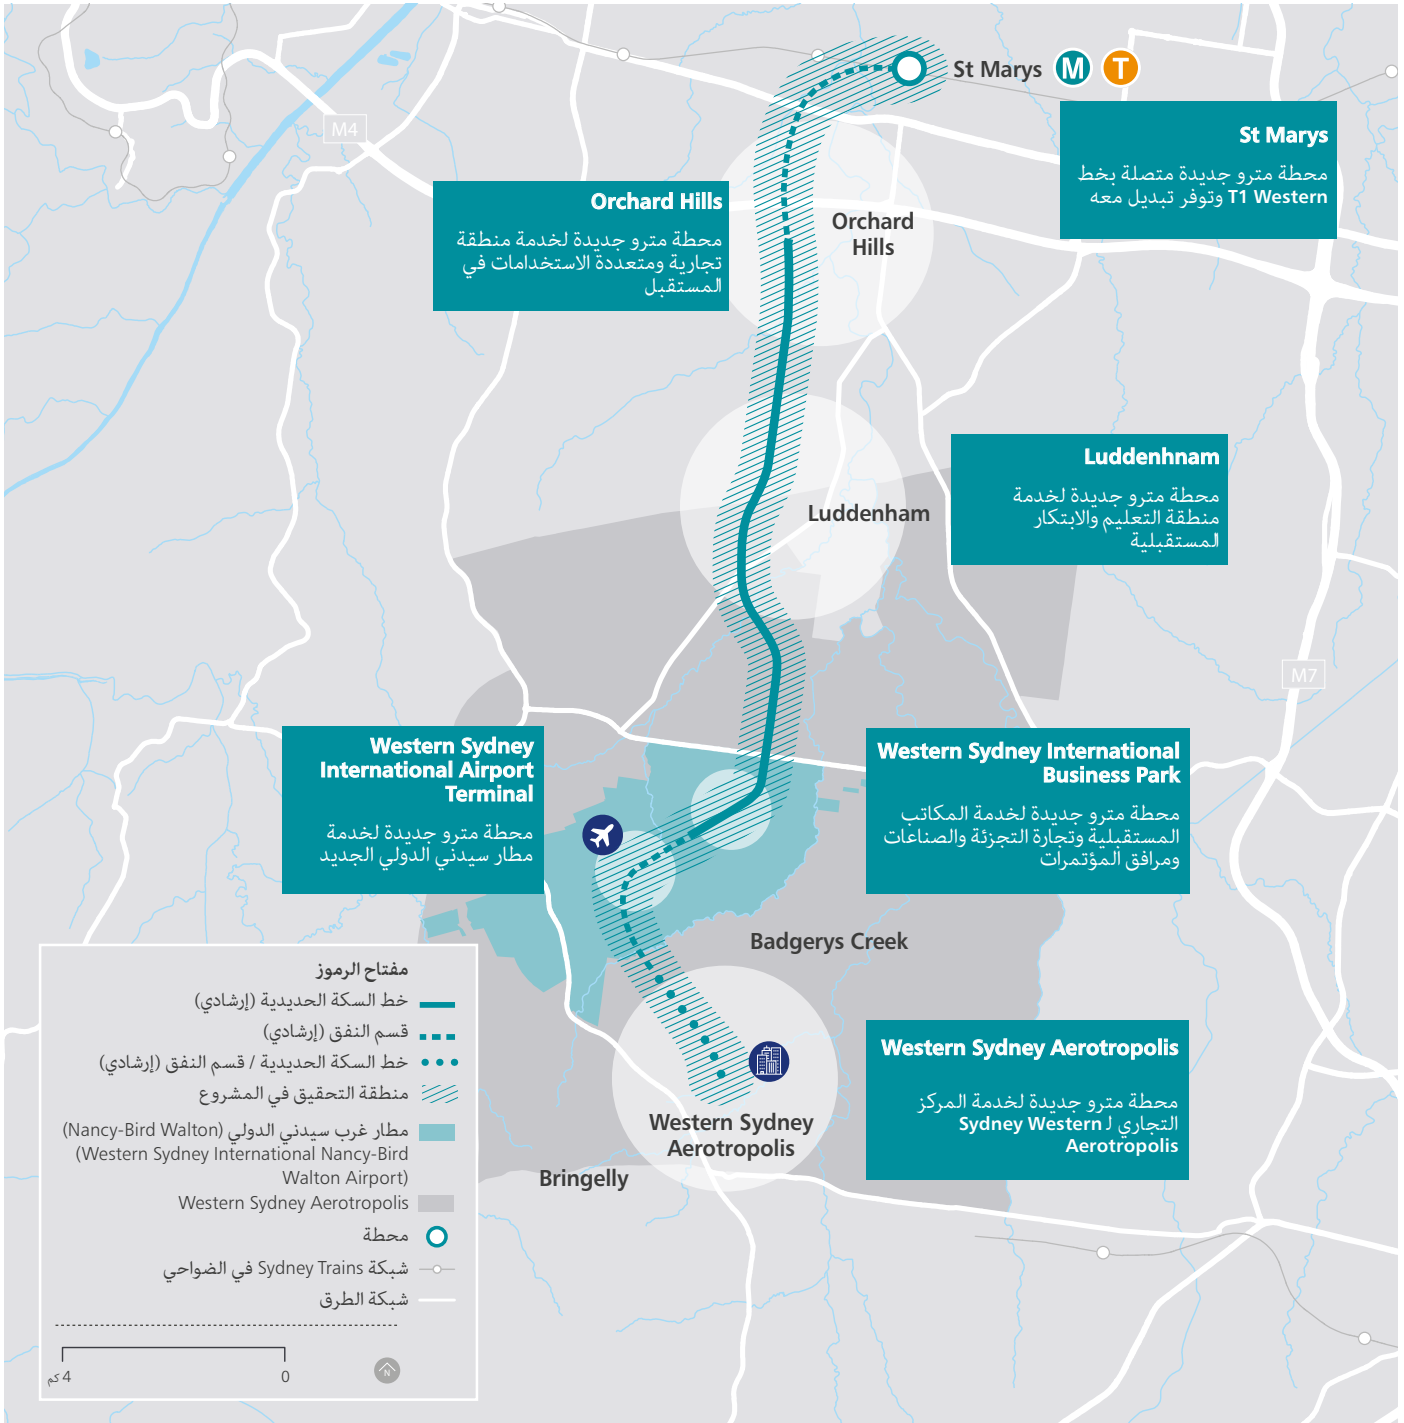 St Marys
M
T
M4
St Marys
محطة مترو جديدة متصلة بخط
T1 Western وتوفر تبديل معه
Orchard Hills
محطة مترو جديدة لخدمة منطقة
تجارية ومتعددة الاستخدامات في
المستقبل
Orchard
Hills
Luddenhnam
محطة مترو جديدة لخدمة
منطقة التعليم والابتكار
المستقبلية
Luddenham
M7
Western Sydney
International Airport
Terminal
محطة مترو جديدة لخدمة
مطار سيدني الدولي الجديد
Western Sydney International
Business Park
محطة مترو جديدة لخدمة المكاتب
المستقبلية وتجارة التجزئة والصناعات
ومرافق المؤتمرات
Badgerys Creek
Western Sydney Aerotropolis
محطة مترو جديدة لخدمة المركز
التجاري لـ Sydney Western
Aerotropolis
Western Sydney
Aerotropolis
Bringelly
مفتاح الرموز
خط السكة الحديدية (إرشادي)
قسم النفق (إرشادي)
خط السكة الحديدية / قسم النفق (إرشادي)
منطقة التحقيق في المشروع
مطار غرب سيدني الدولي (Nancy-Bird Walton)
(Western Sydney International Nancy-Bird
Walton Airport)
Western Sydney Aerotropolis
محطة
شبكة Sydney Trains في الضواحي
شبكة الطرق
0
4 كم
N